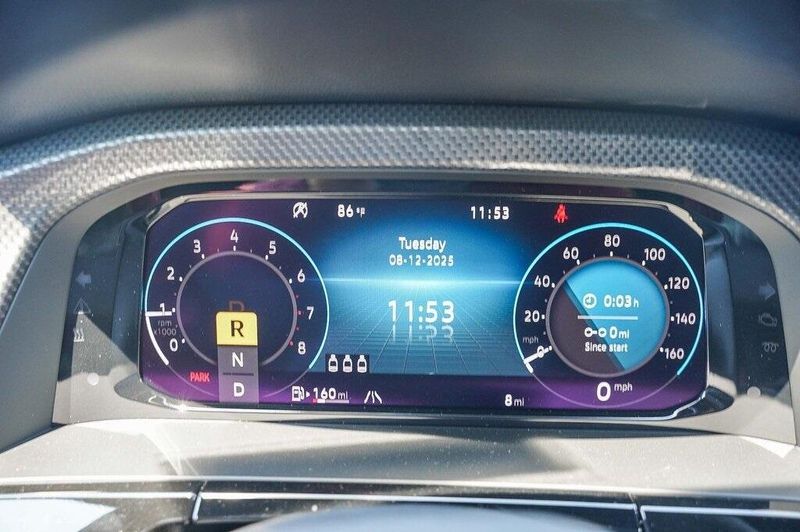 86 °F
11:53
Tuesday
08-12-2025
11:53
0
1
2
3
4
5
6
7
8
rpm
x1000
D
R
N
D
PARK
160 mi
8 mi
0
20
40
60
80
100
120
140
160
mph
0:03 h
0 mi
Since start
0 mph